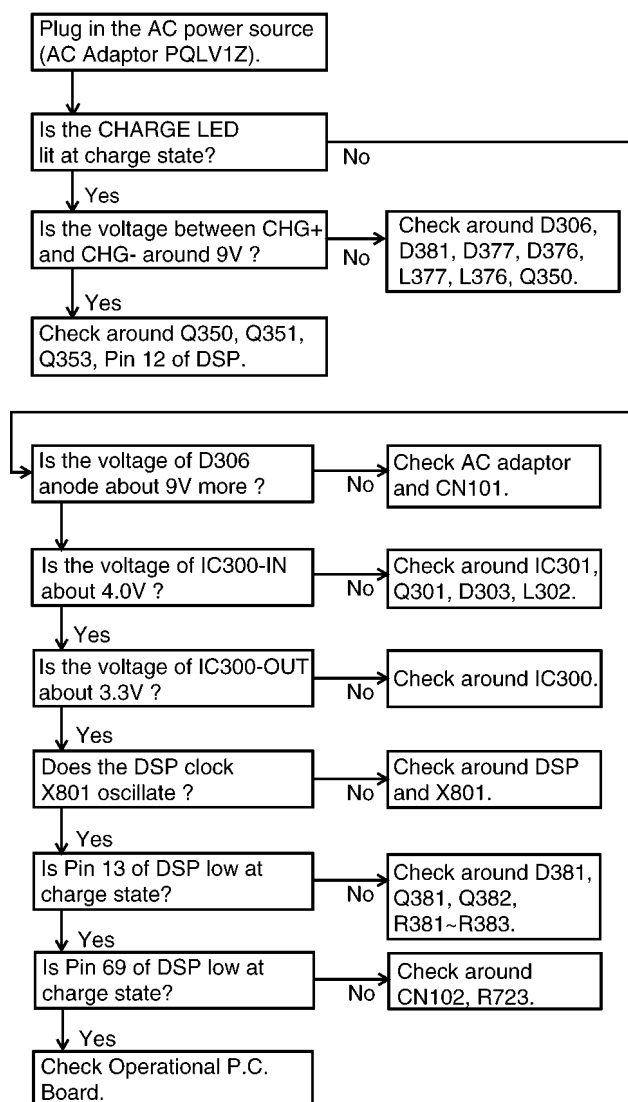 Plug in the AC power source
(AC Adaptor PQLV1Z).
Is the CHARGE LED
lit at charge state?
No
Yes
Is the voltage between CHG+
and CHG- around 9V ?
No
Check around D306,
D381, D377, D376,
L377, L376, Q350.
Yes
Check around Q350, Q351,
Q353, Pin 12 of DSP.
Is the voltage of D306
anode about 9V more ?
No
Check AC adaptor
and CN101.
Is the voltage of IC300-IN
about 4.0V ?
No
Check around IC301,
Q301, D303, L302.
Yes
Is the voltage of IC300-OUT
about 3.3V ?
No
Check around IC300.
Yes
Does the DSP clock
X801 oscillate ?
No
Check around DSP
and X801.
Yes
Is Pin 13 of DSP low at
charge state?
No
Check around D381,
Q381, Q382,
R381~R383.
Yes
Is Pin 69 of DSP low at
charge state?
No
Check around
CN102, R723.
Yes
Check Operational P.C.
Board.